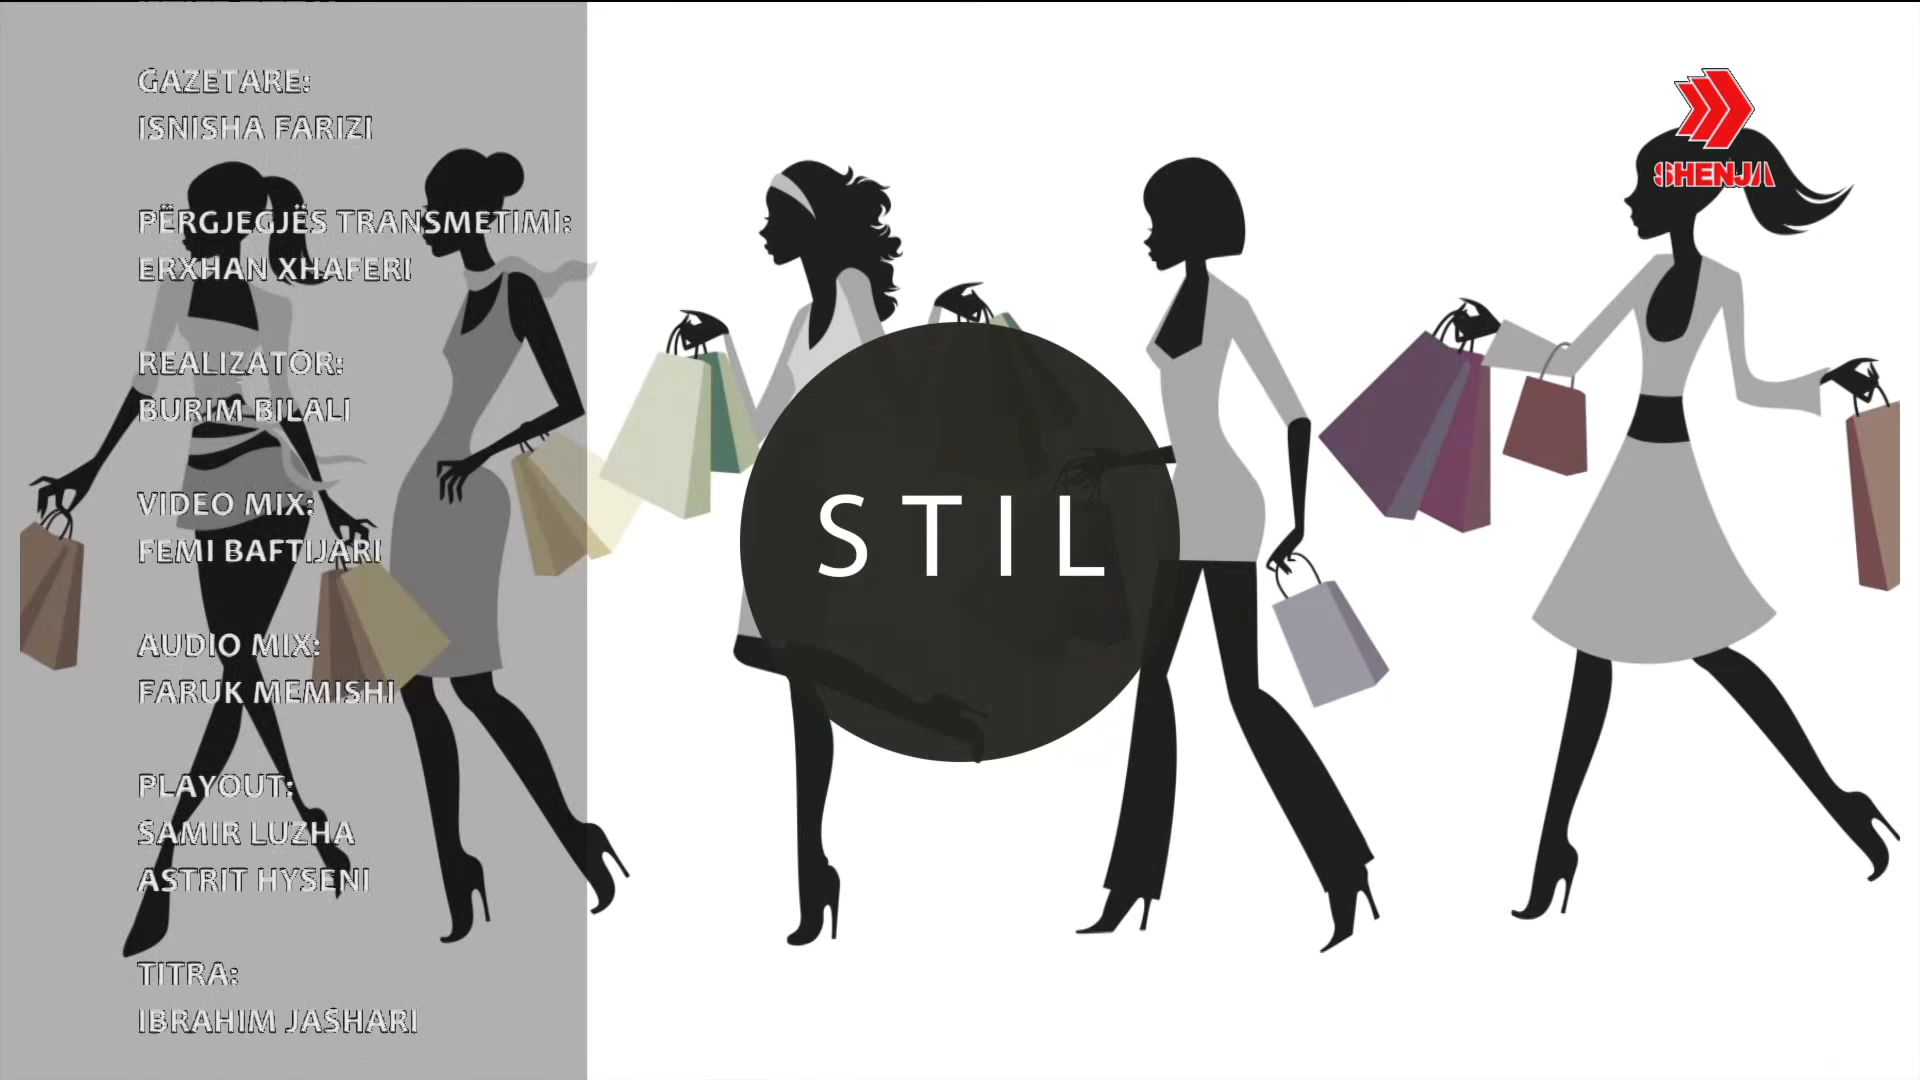 GAZETARE:
ISNISHA FARIZI
PËRGJEGJËS TRANSMETIMI:
ERXHAN XHAFERI
REALIZATOR:
BURIM BILALI
VIDEO MIX:
FEMI BAFTIJARI
AUDIO MIX:
FARUK MEMISHI
PLAYOUT:
SAMIR LUZHA
ASTRIT HYSENI
TITRA:
IBRAHIM JASHARI
STIL
SHENJA